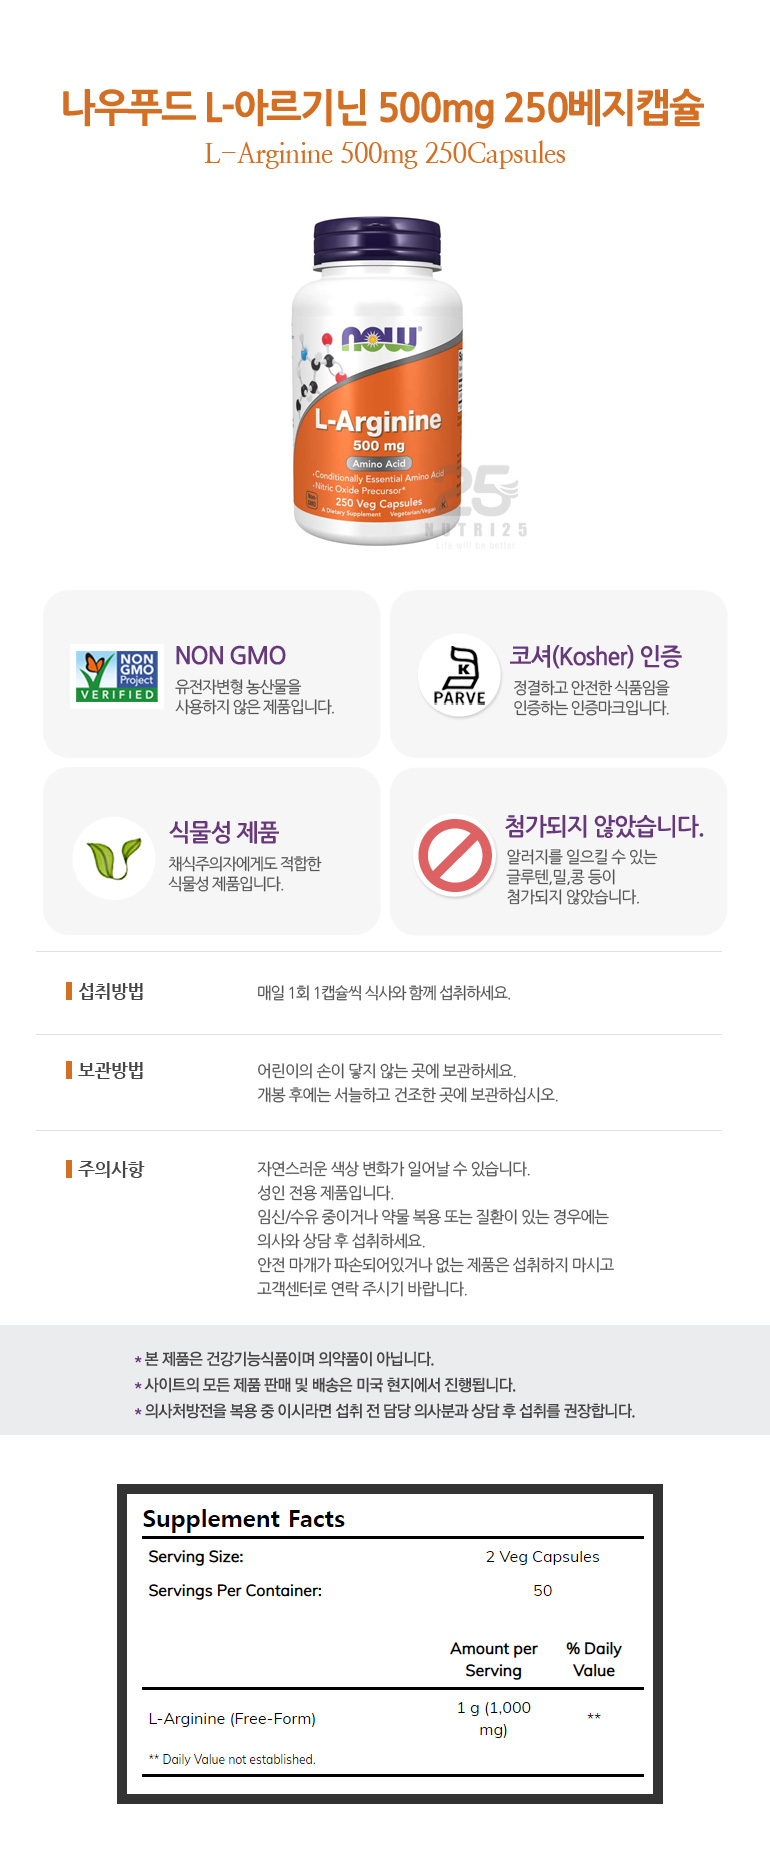 나우푸드 L-아르기닌 500mg 250베지캡슐
L-Arginine 500mg 250Capsules
now
L-Arginine
500 mg
Amino Acid
•Conditionally Essential Amino Acid
•Nitric Oxide Precursor*
250 Veg Capsules
A Dietary Supplement Vegetarian/Vegan
25
NUTRI25
Life will be better
NON
GMO
Project
VERIFIED
NON GMO
유전자변형 농산물을
사용하지 않은 제품입니다.
K
PARVE
코셔(Kosher) 인증
정결하고 안전한 식품임을
인증하는 인증마크입니다.
식물성 제품
채식주의자에게도 적합한
식물성 제품입니다.
첨가되지 않았습니다.
알러지를 일으킬 수 있는
글루텐,밀,콩 등이
첨가되지 않았습니다.
섭취방법
매일 1회 1캡슐씩 식사와 함께 섭취하세요.
보관방법
어린이의 손이 닿지 않는 곳에 보관하세요.
개봉 후에는 서늘하고 건조한 곳에 보관하십시오.
주의사항
자연스러운 색상 변화가 일어날 수 있습니다.
성인 전용 제품입니다.
임신/수유 중이거나 약물 복용 또는 질환이 있는 경우에는
의사와 상담 후 섭취하세요.
안전 마개가 파손되어있거나 없는 제품은 섭취하지 마시고
고객센터로 연락 주시기 바랍니다.
* 본 제품은 건강기능식품이며 의약품이 아닙니다.
* 사이트의 모든 제품 판매 및 배송은 미국 현지에서 진행됩니다.
* 의사처방전을 복용 중 이시라면 섭취 전 담당 의사분과 상담 후 섭취를 권장합니다.
Supplement Facts
Serving Size: 2 Veg Capsules
Servings Per Container: 50
Amount per % Daily
Serving Value
L-Arginine (Free-Form) 1 g (1,000 mg) **
** Daily Value not established.